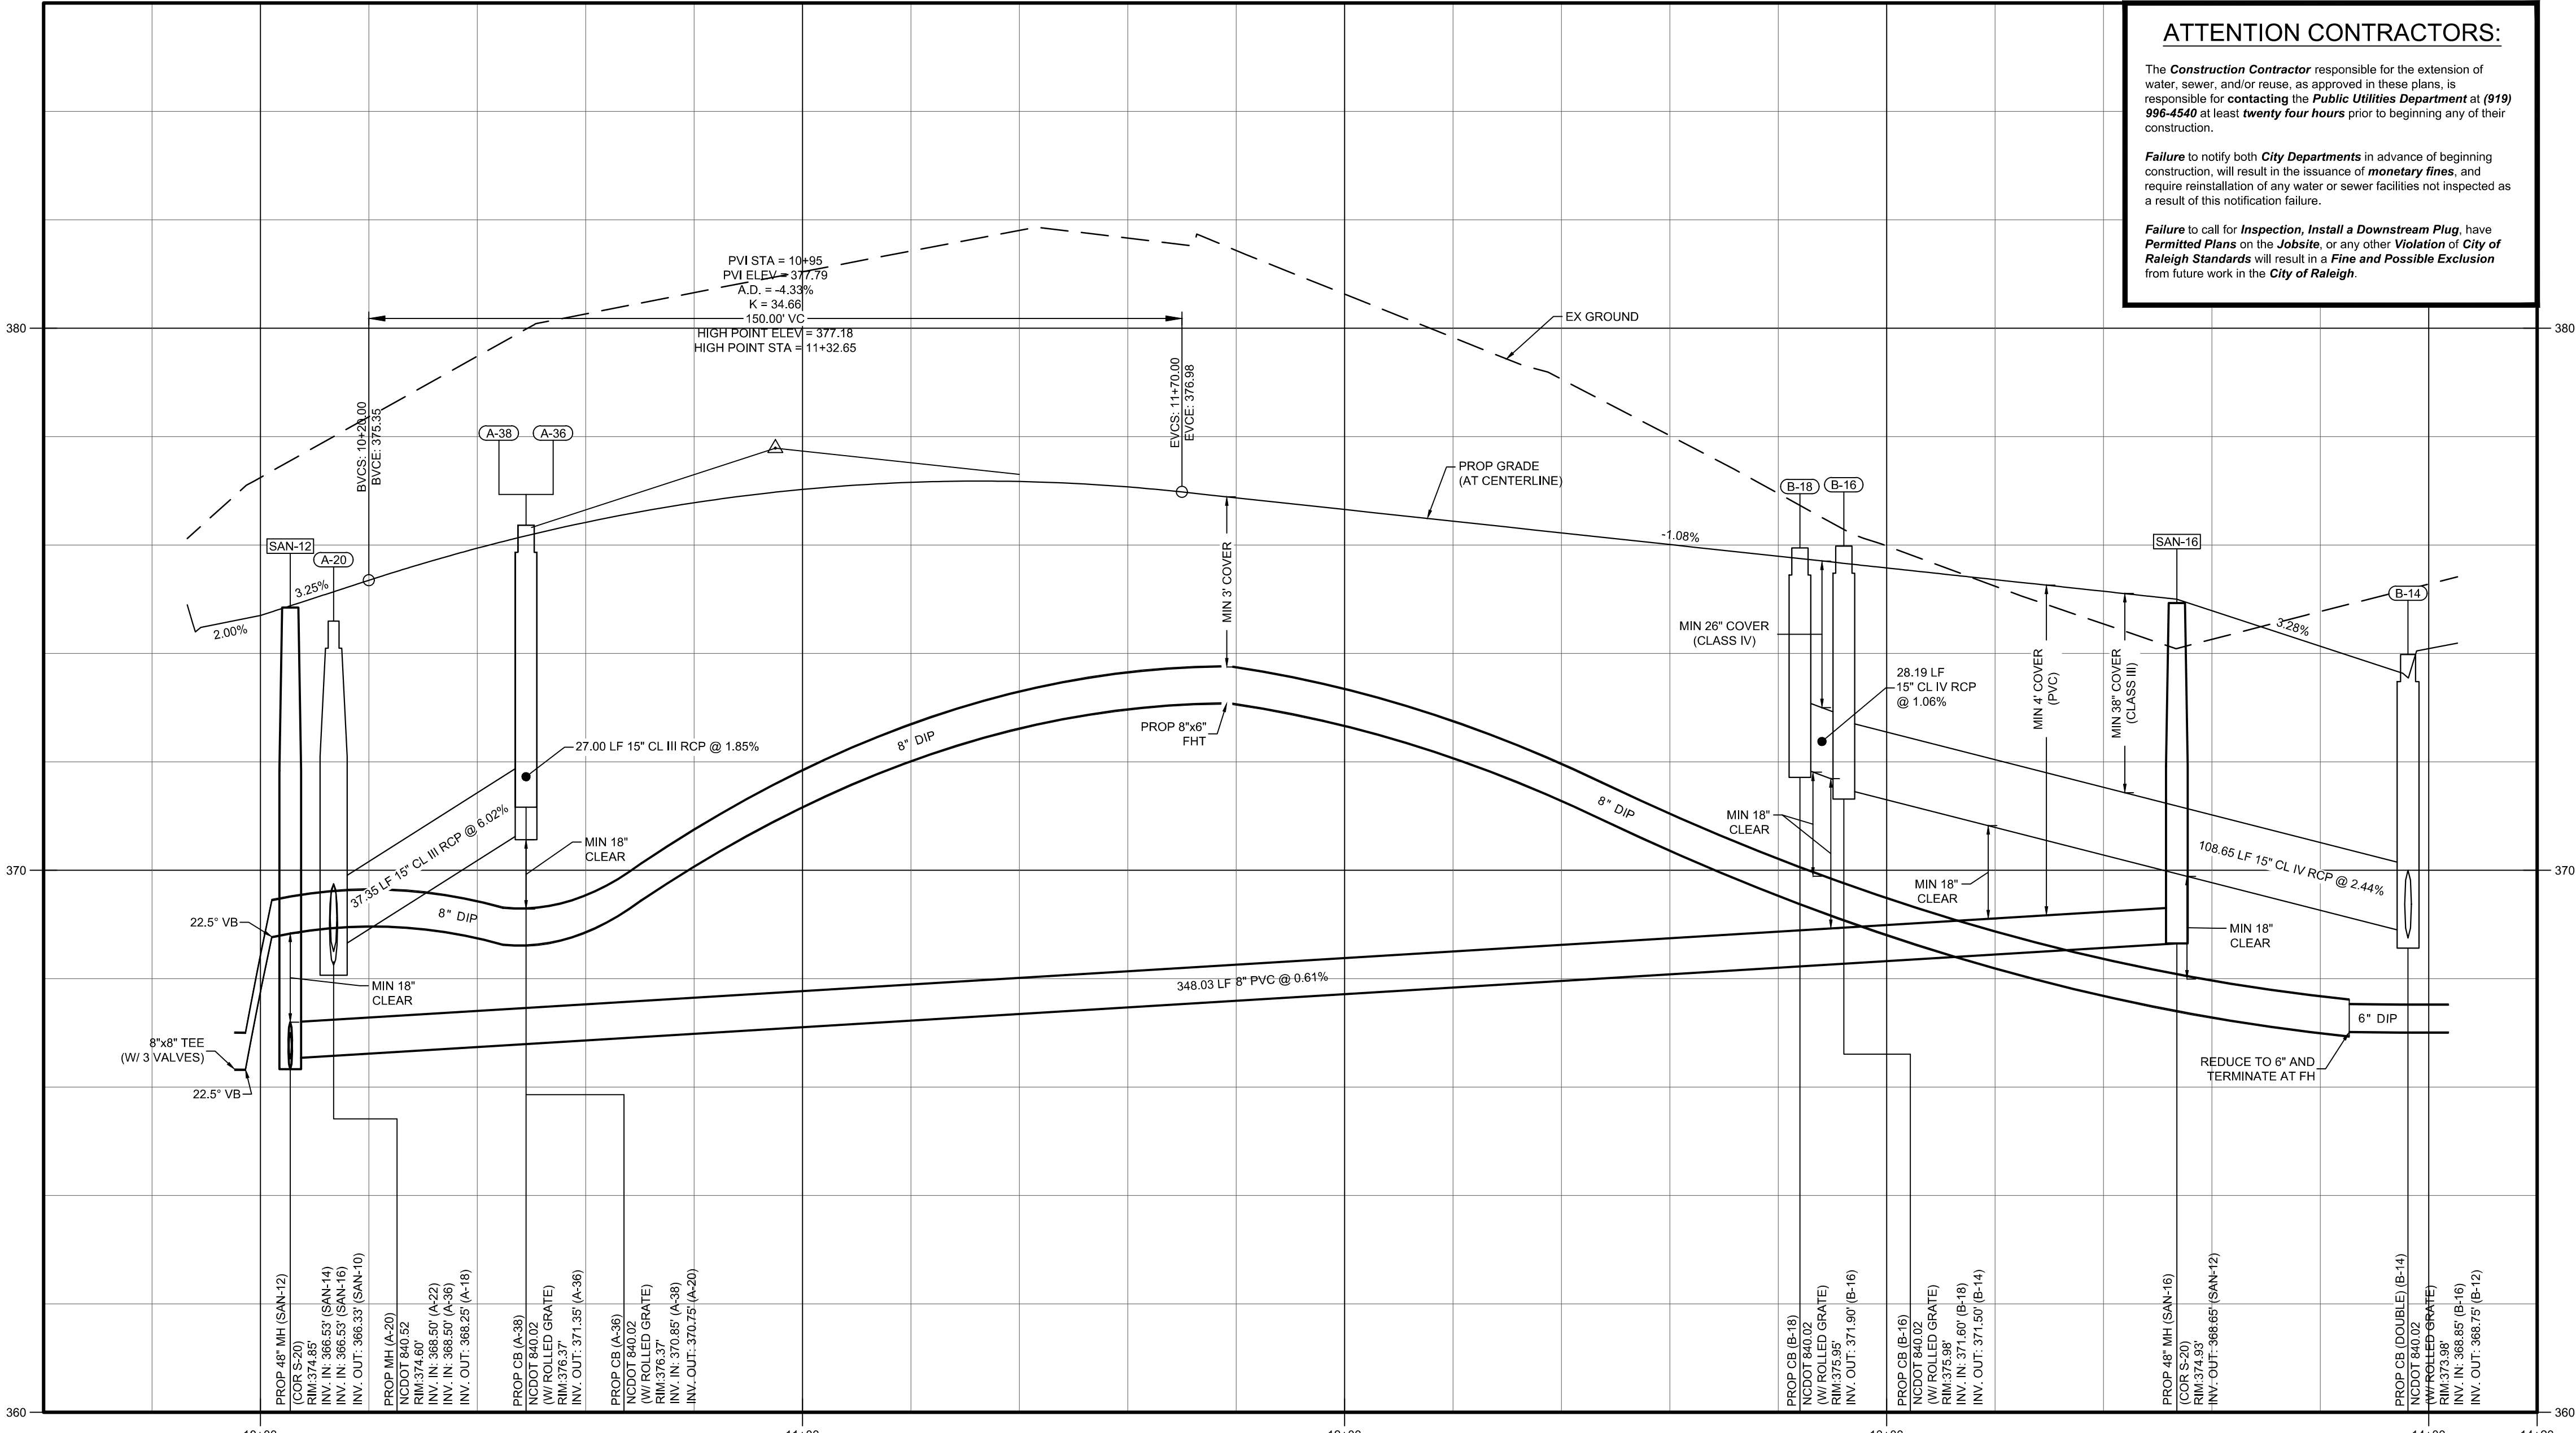 ATTENTION CONTRACTORS:
The Construction Contractor responsible for the extension of
water, sewer, and/or reuse, as approved in these plans, is
responsible for contacting the Public Utilities Department at (919)
996-4540 at least twenty four hours prior to beginning any of their
construction.
Failure to notify both City Departments in advance of beginning
construction, will result in the issuance of monetary fines, and
require reinstallation of any water or sewer facilities not inspected as
a result of this notification failure.
Failure to call for Inspection, Install a Downstream Plug, have
Permitted Plans on the Jobsite, or any other Violation of City of
Raleigh Standards will result in a Fine and Possible Exclusion
from future work in the City of Raleigh.
PVI STA = 10+95
PVI ELEV = 377.79
A.D. = -4.33%
K = 34.66
150.00' VC
HIGH POINT ELEV = 377.18
HIGH POINT STA = 11+32.65
380
380
EX GROUND
BVCS: 10+20.00
BVCE: 375.35
EVCS: 11+70.00
EVCE: 376.98
A-38
A-36
PROP GRADE
(AT CENTERLINE)
B-18
B-16
-1.08%
SAN-12
A-20
SAN-16
3.25%
2.00%
MIN 3' COVER
B-14
3.28%
MIN 26" COVER
(CLASS IV)
MIN 4' COVER
(PVC)
MIN 38" COVER
(CLASS III)
28.19 LF
15" CL IV RCP
@ 1.06%
PROP 8"x6"
FHT
8" DIP
27.00 LF 15" CL III RCP @ 1.85%
37.35 LF 15" CL III RCP @ 6.02%
8" DIP
MIN 18"
CLEAR
MIN 18"
CLEAR
370
370
108.65 LF 15" CL IV RCP @ 2.44%
MIN 18"
CLEAR
22.5° VB
8" DIP
MIN 18"
CLEAR
MIN 18"
CLEAR
348.03 LF 8" PVC @ 0.61%
8"x8" TEE
(W/ 3 VALVES)
22.5° VB
6" DIP
REDUCE TO 6" AND
TERMINATE AT FH
PROP 48" MH (SAN-12)
(COR S-20)
RIM:374.85'
INV. IN: 366.53' (SAN-14)
INV. IN: 366.53' (SAN-16)
INV. OUT: 366.33' (SAN-10)
PROP MH (A-20)
NCDOT 840.52
RIM:374.60'
INV. IN: 368.50' (A-22)
INV. IN: 368.50' (A-36)
INV. OUT: 368.25' (A-18)
PROP CB (A-38)
NCDOT 840.02
(W/ ROLLED GRATE)
RIM:376.37'
INV. OUT: 371.35' (A-36)
PROP CB (A-36)
NCDOT 840.02
(W/ ROLLED GRATE)
RIM:376.37'
INV. IN: 370.85' (A-38)
INV. OUT: 370.75' (A-20)
PROP CB (B-18)
NCDOT 840.02
(W/ ROLLED GRATE)
RIM:375.95'
INV. OUT: 371.90' (B-16)
PROP CB (B-16)
NCDOT 840.02
(W/ ROLLED GRATE)
RIM:375.98'
INV. IN: 371.60' (B-18)
INV. OUT: 371.50' (B-14)
PROP 48" MH (SAN-16)
(COR S-20)
RIM:374.93'
INV. OUT: 368.65' (SAN-12)
PROP CB (DOUBLE) (B-14)
NCDOT 840.02
(W/ ROLLED GRATE)
RIM:373.98'
INV. IN: 368.85' (B-16)
INV. OUT: 368.75' (B-12)
360
360